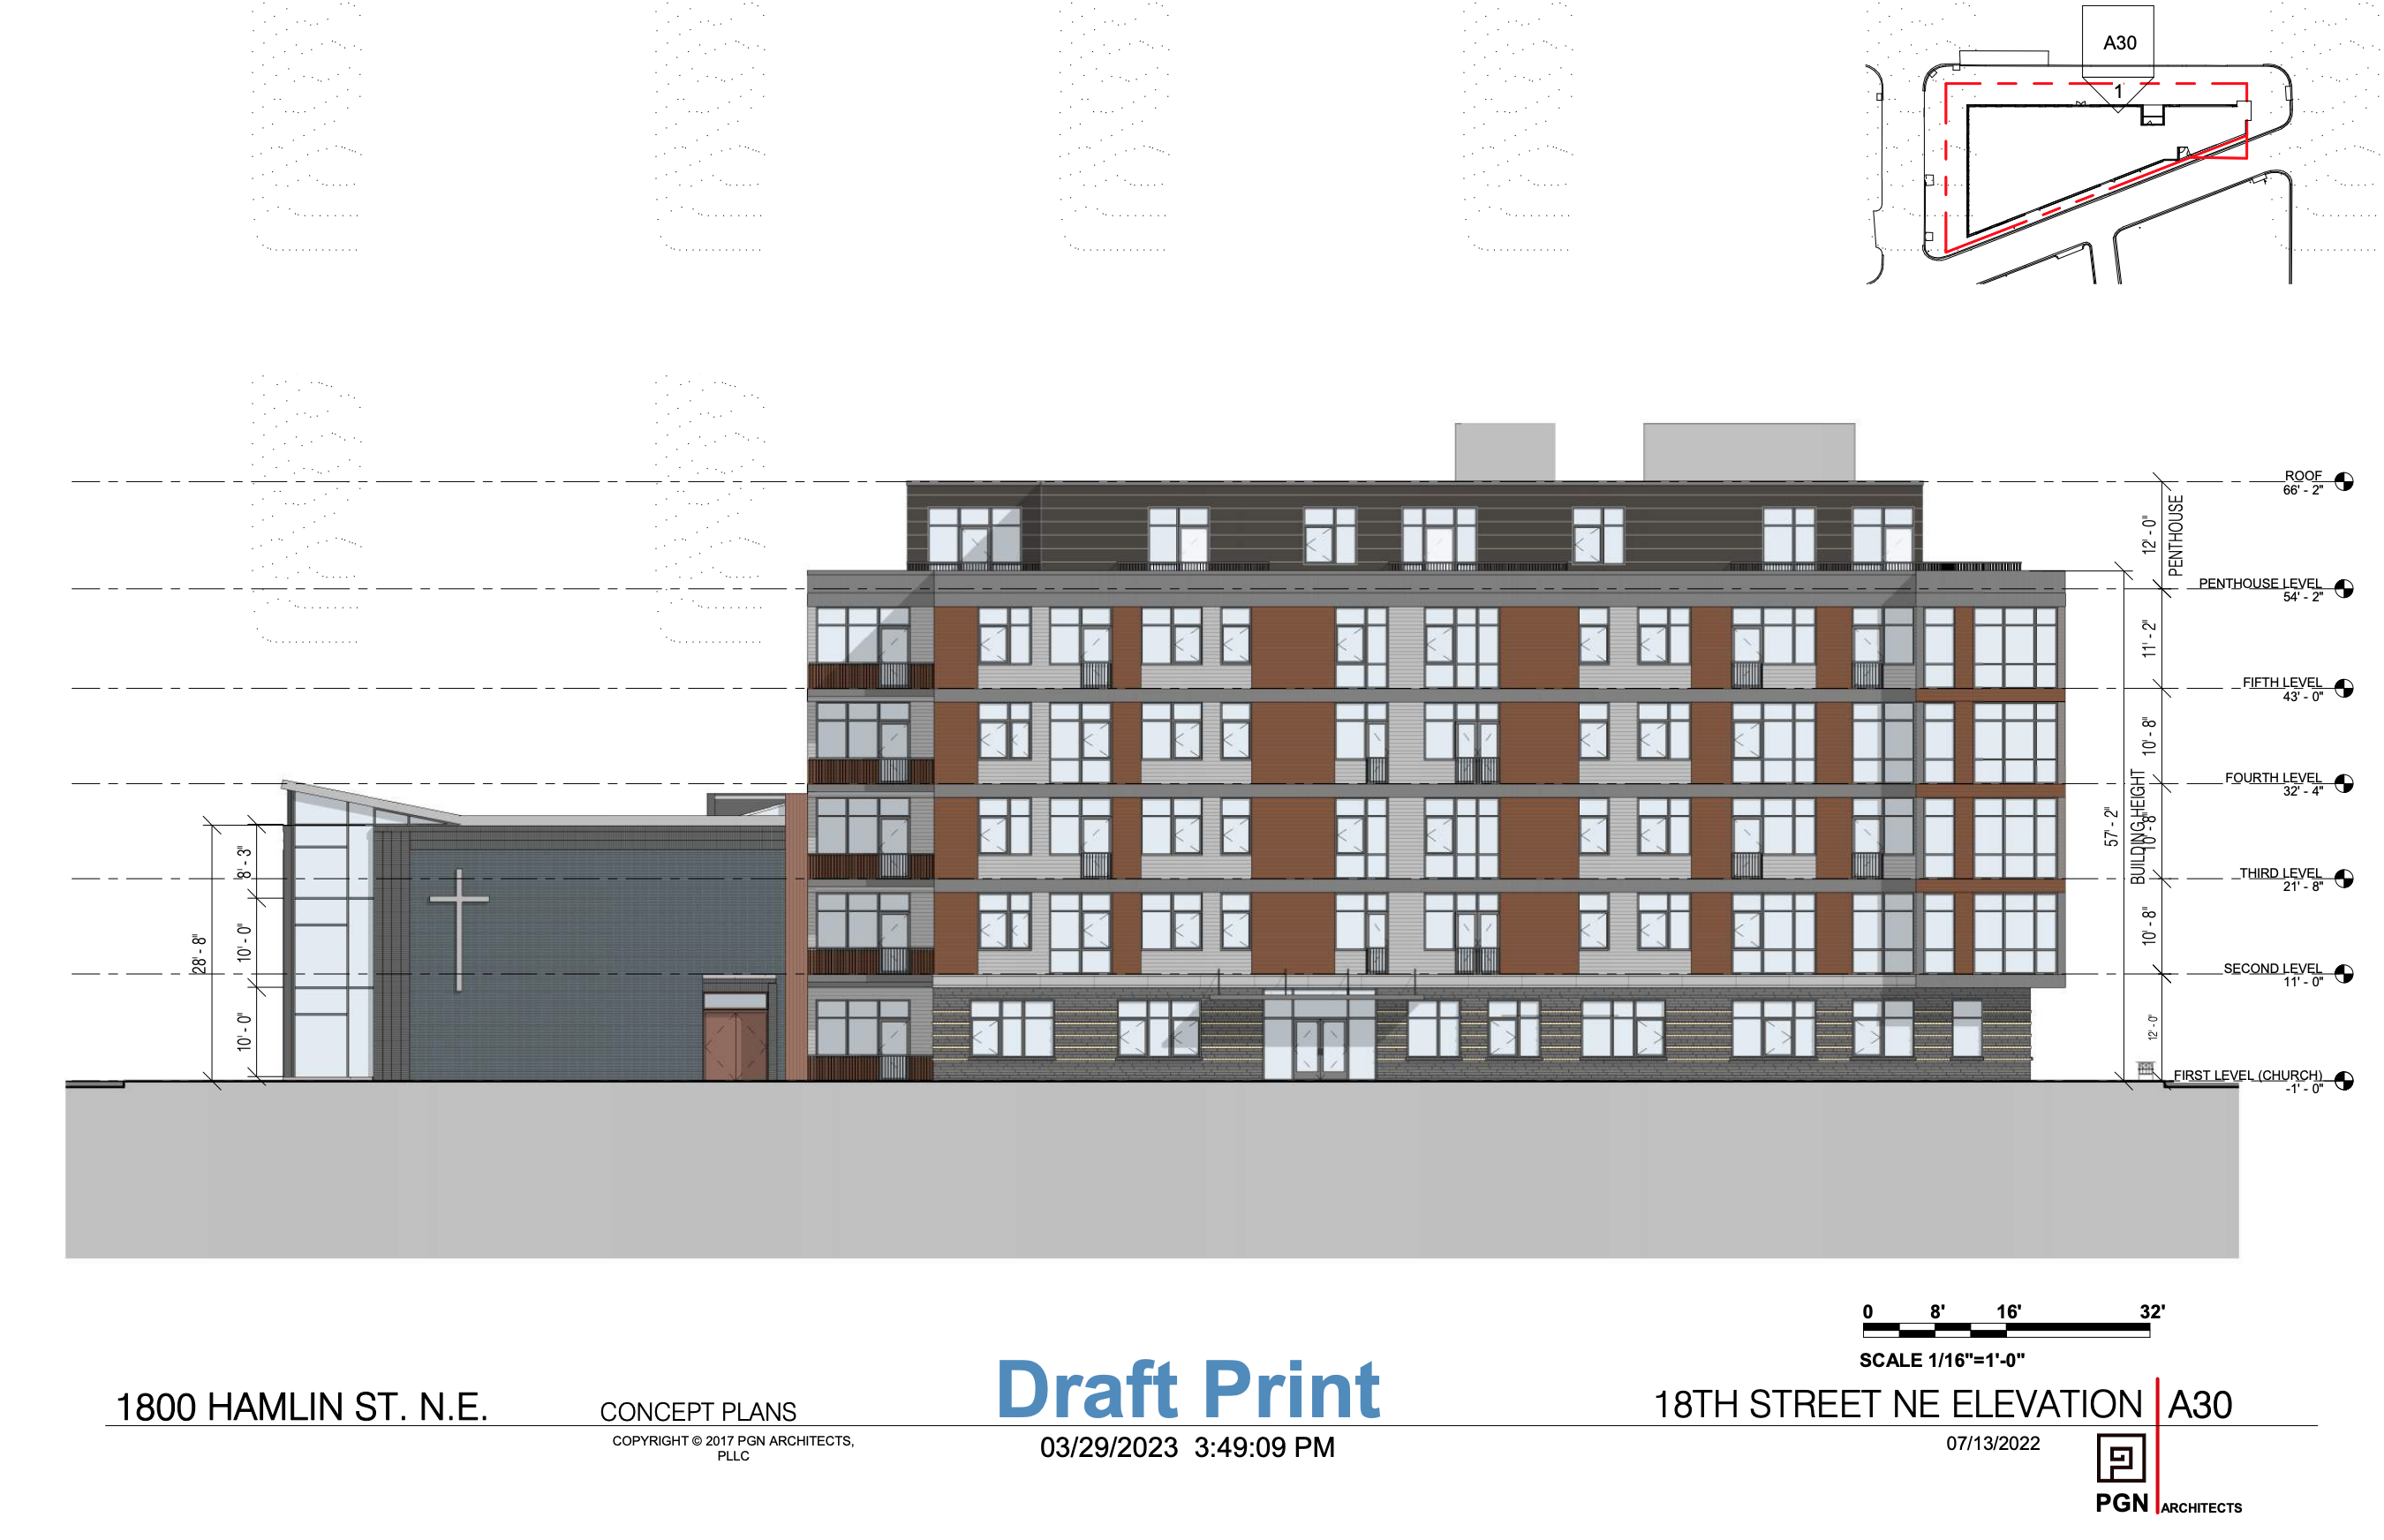 A30
1
ROOF
66' - 2"
12' - 0"
PENTHOUSE
PENTHOUSE LEVEL
54' - 2"
11' - 2"
FIFTH LEVEL
43' - 0"
10' - 8"
FOURTH LEVEL
32' - 4"
57' - 2"
BUILDING HEIGHT
10' - 8"
THIRD LEVEL
21' - 8"
10' - 8"
SECOND LEVEL
11' - 0"
12' - 0"
FIRST LEVEL (CHURCH)
-1' - 0"
28' - 8"
8' - 3"
10' - 0"
10' - 0"
0 8' 16' 32'
SCALE 1/16"=1'-0"
1800 HAMLIN ST. N.E.
CONCEPT PLANS
COPYRIGHT © 2017 PGN ARCHITECTS,
PLLC
Draft Print
03/29/2023 3:49:09 PM
18TH STREET NE ELEVATION A30
07/13/2022
PGN ARCHITECTS